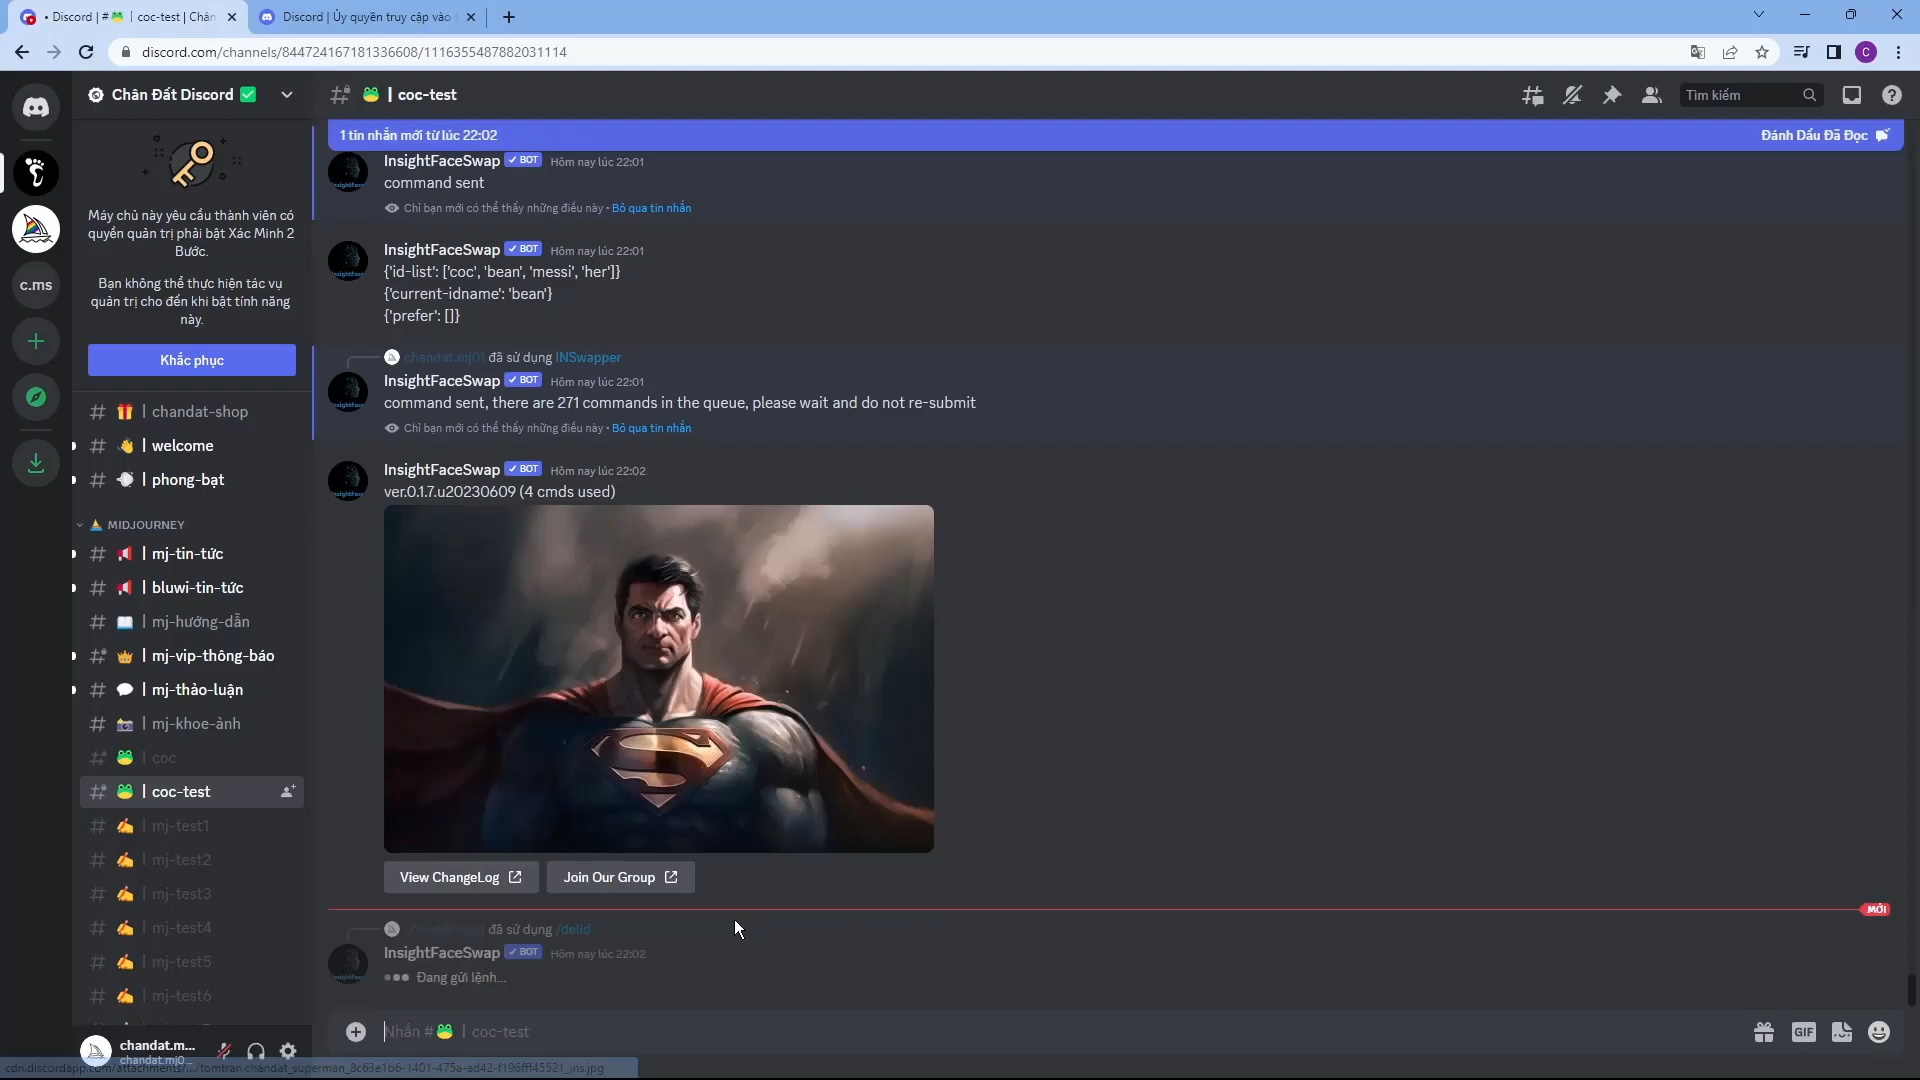 • Discord | #🐸 | coc-test | Chân
Discord | Ủy quyền truy cập vào
discord.com/channels/844724167181336608/1116355487882031114
C
Chân Đất Discord ✅
🐸 | coc-test
Tìm kiếm
1 tin nhắn mới từ lúc 22:02
Đánh Dấu Đã Đọc
Máy chủ này yêu cầu thành viên có
quyền quản trị phải bật Xác Minh 2
Bước.
Bạn không thể thực hiện tác vụ
quản trị cho đến khi bật tính năng
này.
Khắc phục
c.ms
# 🎁 | chandat-shop
# 👋 | welcome
# 💨 | phong-bạt
MIDJOURNEY
# 📢 | mj-tin-tức
# 📢 | bluwi-tin-tức
# 📖 | mj-hướng-dẫn
# 👑 | mj-vip-thông-báo
# 💬 | mj-thảo-luận
# 📸 | mj-khoe-ảnh
# 🐸 | coc
# 🐸 | coc-test
# ✍️ | mj-test1
# ✍️ | mj-test2
# ✍️ | mj-test3
# ✍️ | mj-test4
# ✍️ | mj-test5
# ✍️ | mj-test6
chandat.m...
chandat.mj0...
InsightFaceSwap ✓ BOT Hôm nay lúc 22:01
command sent
Chỉ bạn mới có thể thấy những điều này • Bỏ qua tin nhắn
InsightFaceSwap ✓ BOT Hôm nay lúc 22:01
{'id-list': ['coc', 'bean', 'messi', 'her']}
{'current-idname': 'bean'}
{'prefer': []}
chandat.mj01 đã sử dụng INSwapper
InsightFaceSwap ✓ BOT Hôm nay lúc 22:01
command sent, there are 271 commands in the queue, please wait and do not re-submit
Chỉ bạn mới có thể thấy những điều này • Bỏ qua tin nhắn
InsightFaceSwap ✓ BOT Hôm nay lúc 22:02
ver.0.1.7.u20230609 (4 cmds used)
S
View ChangeLog
Join Our Group
MỚI
đã sử dụng /delid
InsightFaceSwap ✓ BOT Hôm nay lúc 22:02
Đang gửi lệnh...
Nhắn #🐸 | coc-test
GIF
cdn.discordapp.com/attachments/.../tomtran.chandat_superman_8c63e1b6-1401-475a-ad42-f196fff45521_ins.jpg